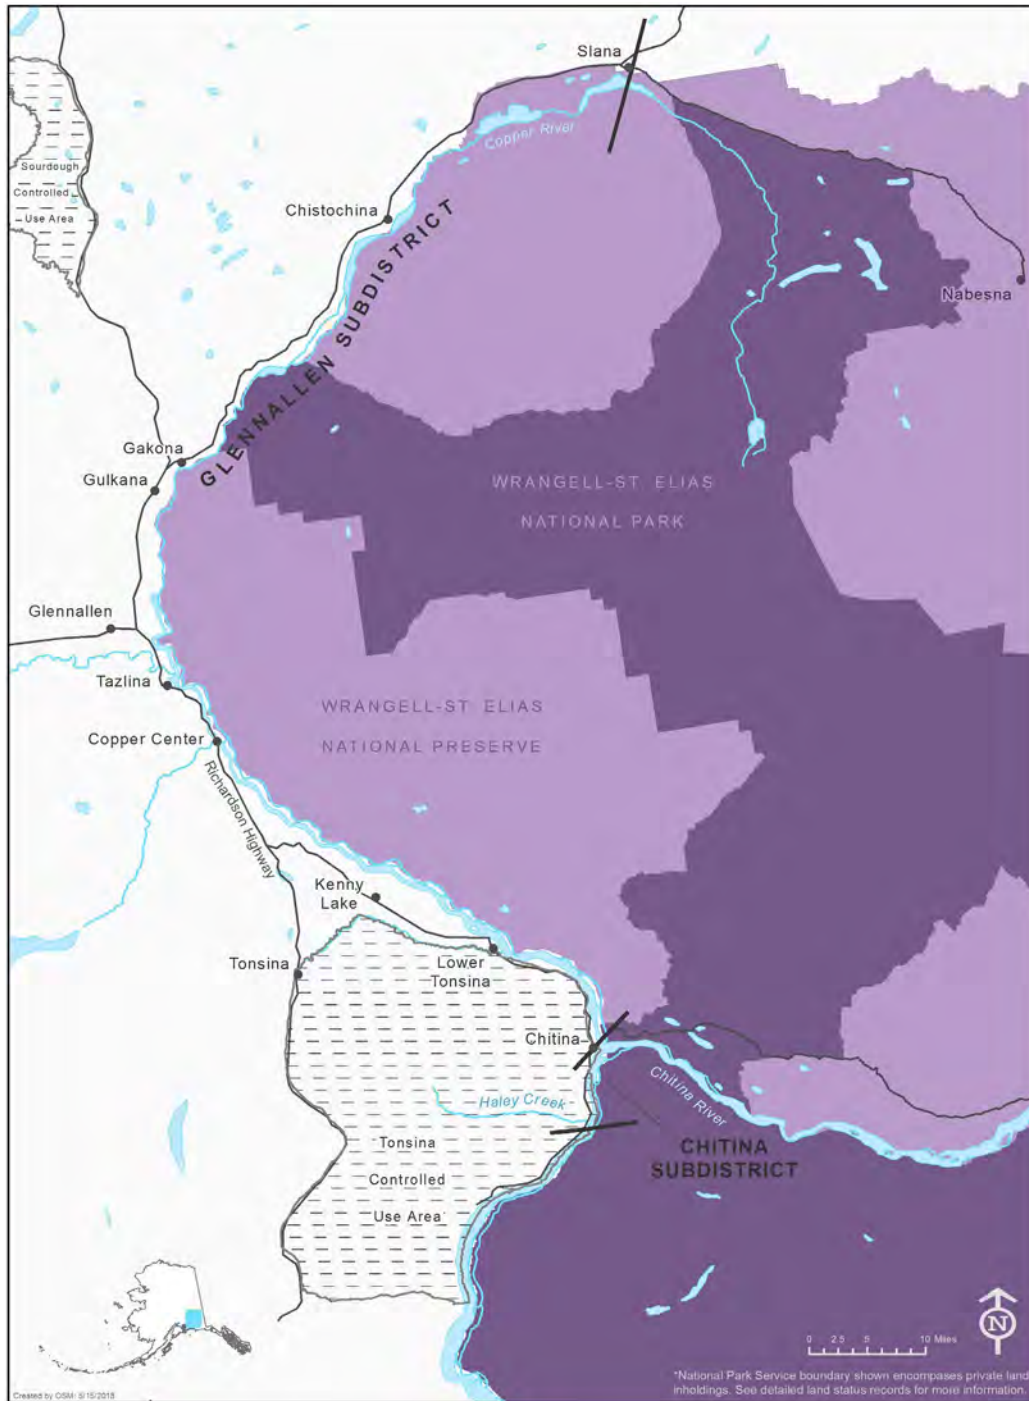 Slana
Copper River
Sourdough
Controlled
Use Area
Chistochina
GLENNALLEN SUBDISTRICT
Nabesna
Gakona
Gulkana
WRANGELL-ST ELIAS
NATIONAL PARK
Glennallen
Tazlina
WRANGELL-ST ELIAS
NATIONAL PRESERVE
Copper Center
Richardson Highway
Kenny
Lake
Tonsina
Lower
Tonsina
Chitina
Chitina River
Haley Creek
Tonsina
Controlled
Use Area
CHITINA
SUBDISTRICT
N
0 2.5 5 10 Miles
*National Park Service boundary shown encompasses private land
inholdings. See detailed land status records for more information.
Created by OSM: 8/15/2018